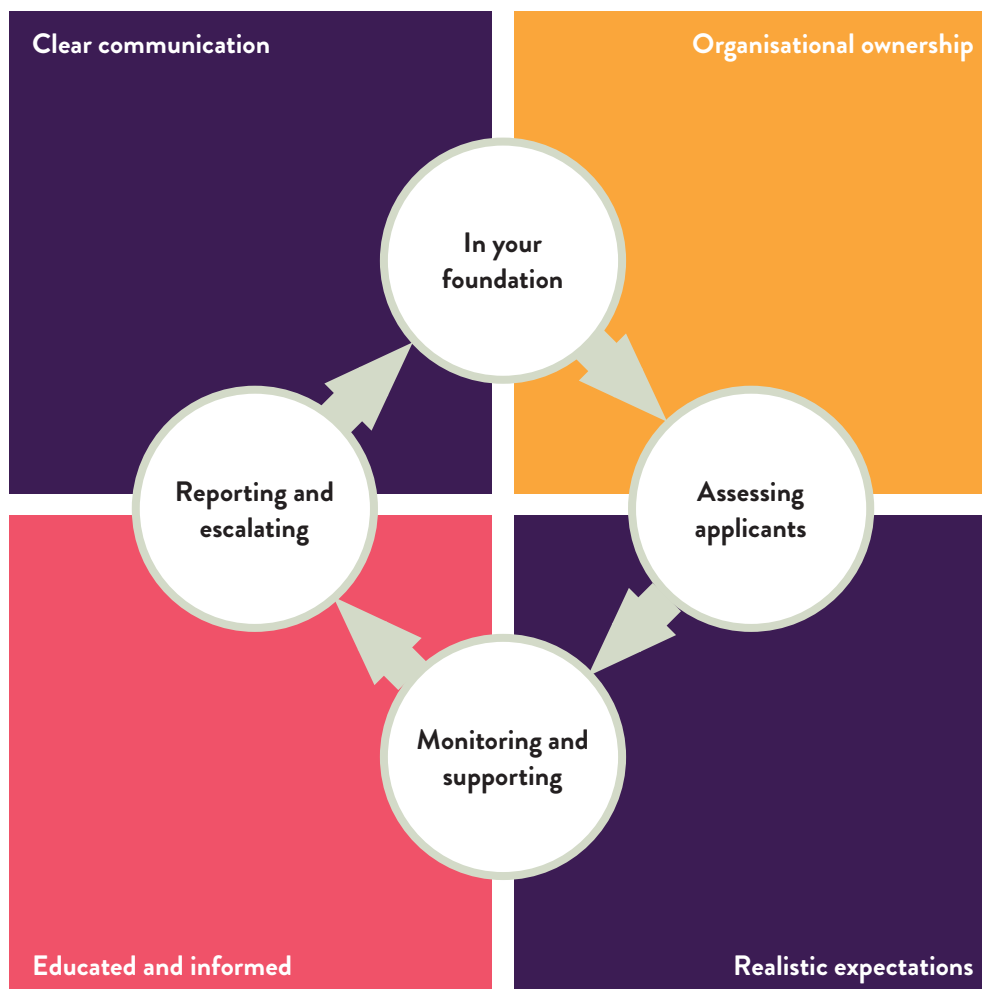 Clear communication
Organisational ownership
In your
foundation
Reporting and
escalating
Assessing
applicants
Monitoring and
supporting
Educated and informed
Realistic expectations